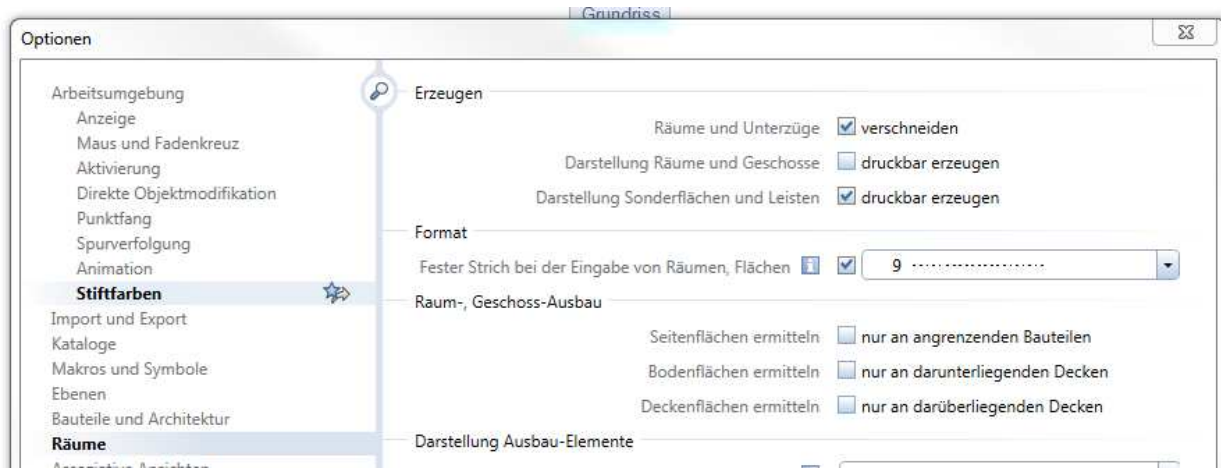 Grundriss
Optionen
Arbeitsumgebung
Anzeige
Maus und Fadenkreuz
Aktivierung
Direkte Objektmodifikation
Punktfang
Spurverfolgung
Animation
Stiftfarben
Import und Export
Kataloge
Makros und Symbole
Ebenen
Bauteile und Architektur
Räume
Assoziative Ansichten
Erzeugen
Räume und Unterzüge verschneiden
Darstellung Räume und Geschosse druckbar erzeugen
Darstellung Sonderflächen und Leisten druckbar erzeugen
Format
Fester Strich bei der Eingabe von Räumen, Flächen 9
Raum-, Geschoss-Ausbau
Seitenflächen ermitteln nur an angrenzenden Bauteilen
Bodenflächen ermitteln nur an darunterliegenden Decken
Deckenflächen ermitteln nur an darüberliegenden Decken
Darstellung Ausbau-Elemente